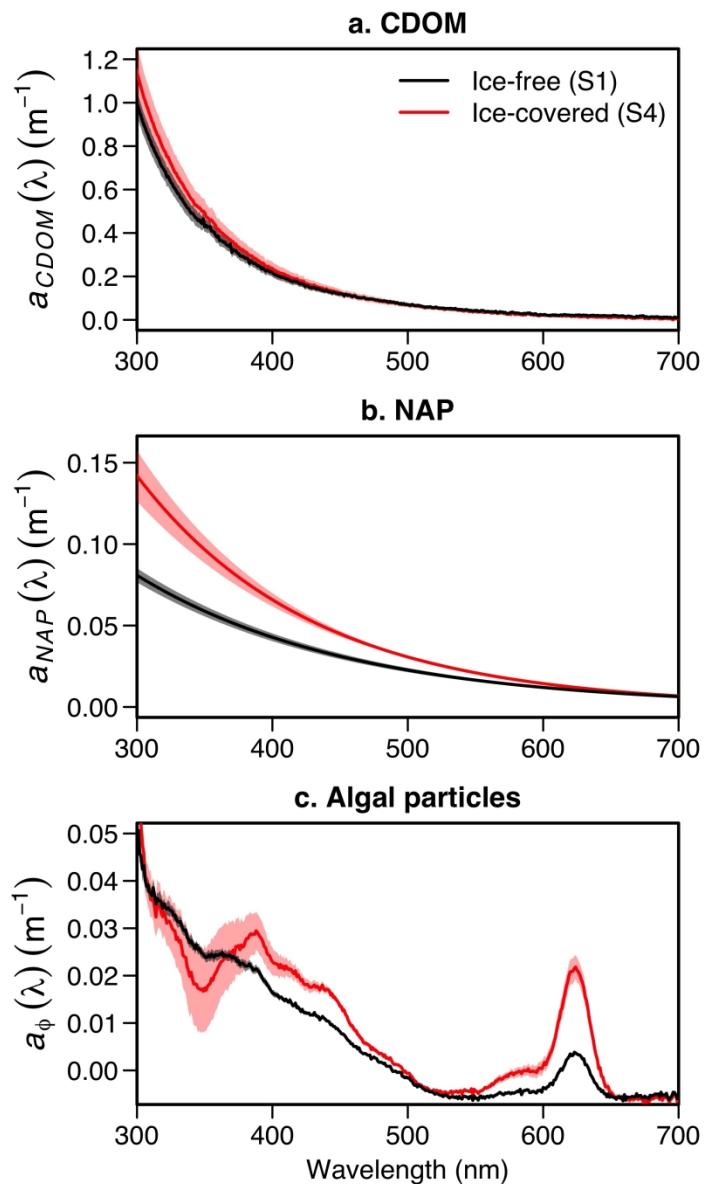 a. CDOM
1.2
1.0
0.8
0.6
0.4
0.2
0.0
a_CDOM(λ) (m⁻¹)
Ice-free (S1)
Ice-covered (S4)
300 400 500 600 700
b. NAP
0.15
0.10
0.05
0.00
a_NAP(λ) (m⁻¹)
300 400 500 600 700
c. Algal particles
0.05
0.04
0.03
0.02
0.01
0.00
a_ϕ(λ) (m⁻¹)
300 400 500 600 700
Wavelength (nm)